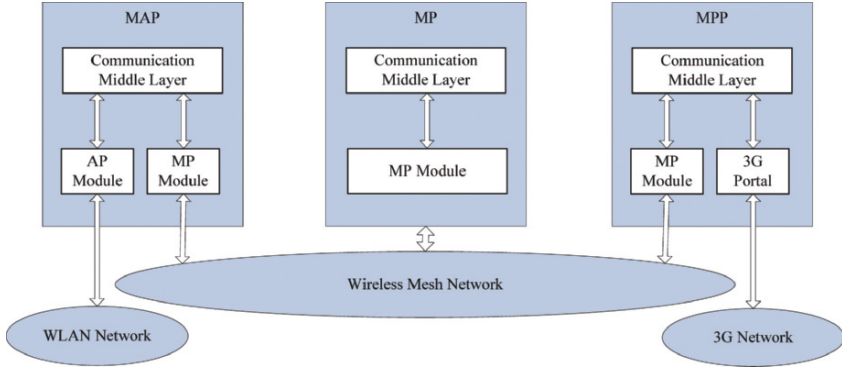 MAP
MP
MPP
Communication
Middle Layer
Communication
Middle Layer
Communication
Middle Layer
AP
Module
MP
Module
MP Module
MP
Module
3G
Portal
Wireless Mesh Network
WLAN Network
3G Network